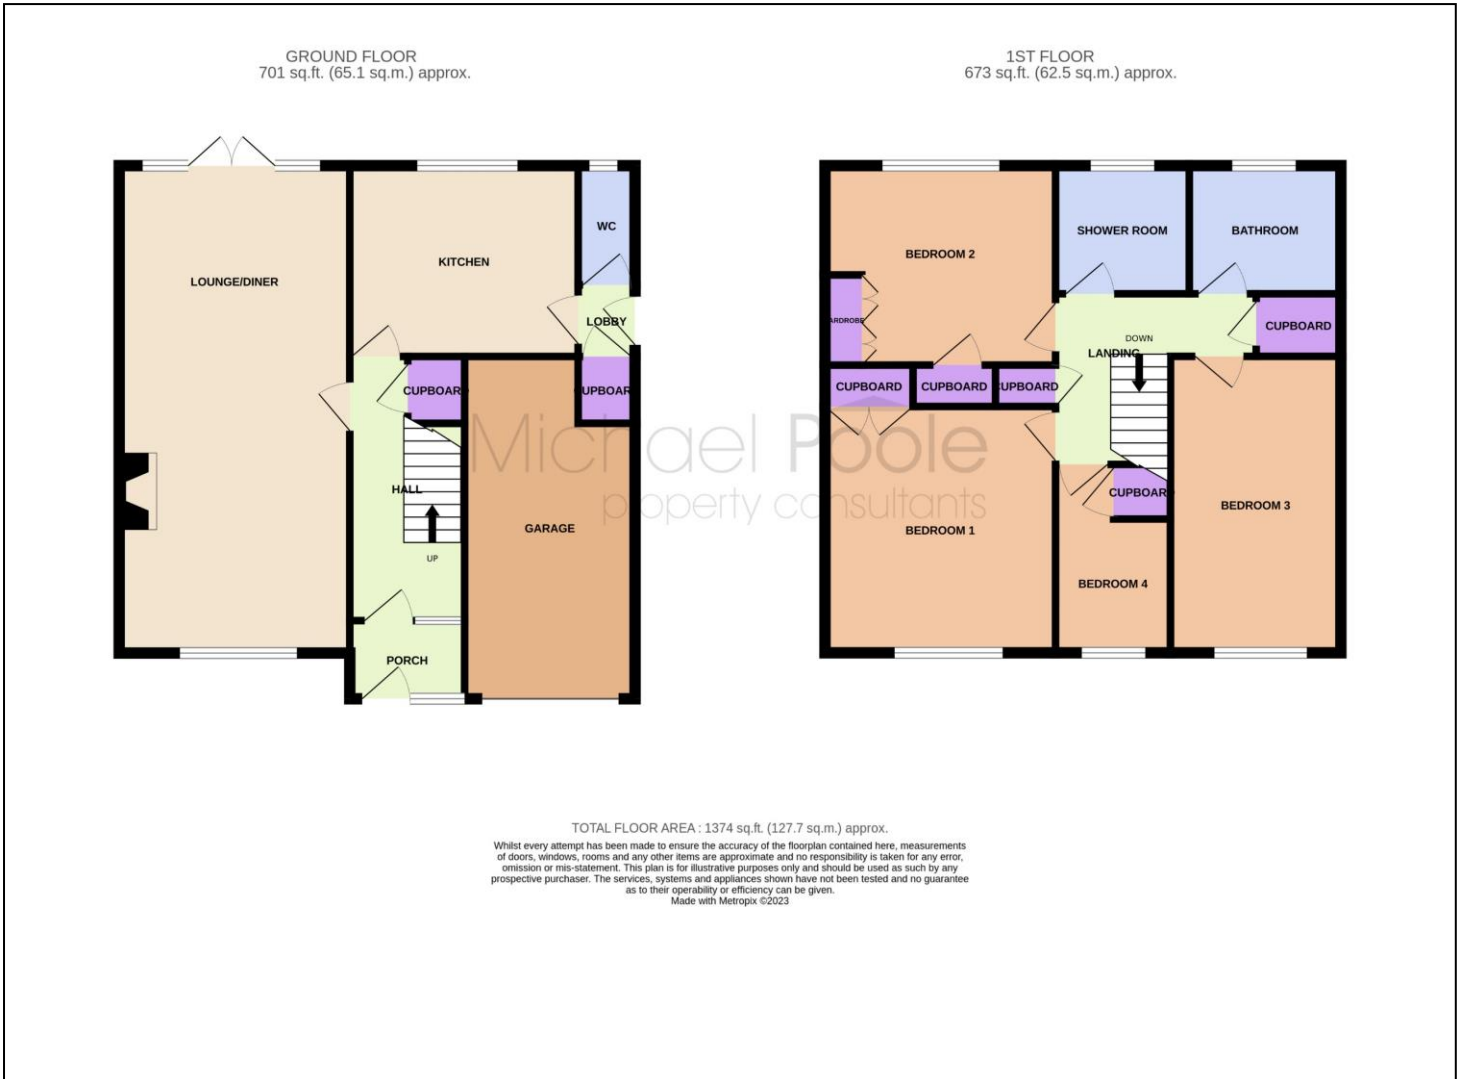 GROUND FLOOR
701 sq.ft. (65.1 sq.m.) approx.
1ST FLOOR
673 sq.ft. (62.5 sq.m.) approx.
LOUNGE/DINER
KITCHEN
WC
LOBBY
CUPBOARD
CUPBOARD
HALL
UP
GARAGE
PORCH
BEDROOM 2
SHOWER ROOM
BATHROOM
ARDROBE
DOWN
LANDING
CUPBOARD
CUPBOARD
CUPBOARD
CUPBOARD
CUPBOARD
BEDROOM 1
BEDROOM 3
BEDROOM 4
Michael Poole
property consultants
TOTAL FLOOR AREA : 1374 sq.ft. (127.7 sq.m.) approx.
Whilst every attempt has been made to ensure the accuracy of the floorplan contained here, measurements
of doors, windows, rooms and any other items are approximate and no responsibility is taken for any error,
omission or mis-statement. This plan is for illustrative purposes only and should be used as such by any
prospective purchaser. The services, systems and appliances shown have not been tested and no guarantee
as to their operability or efficiency can be given.
Made with Metropix ©2023